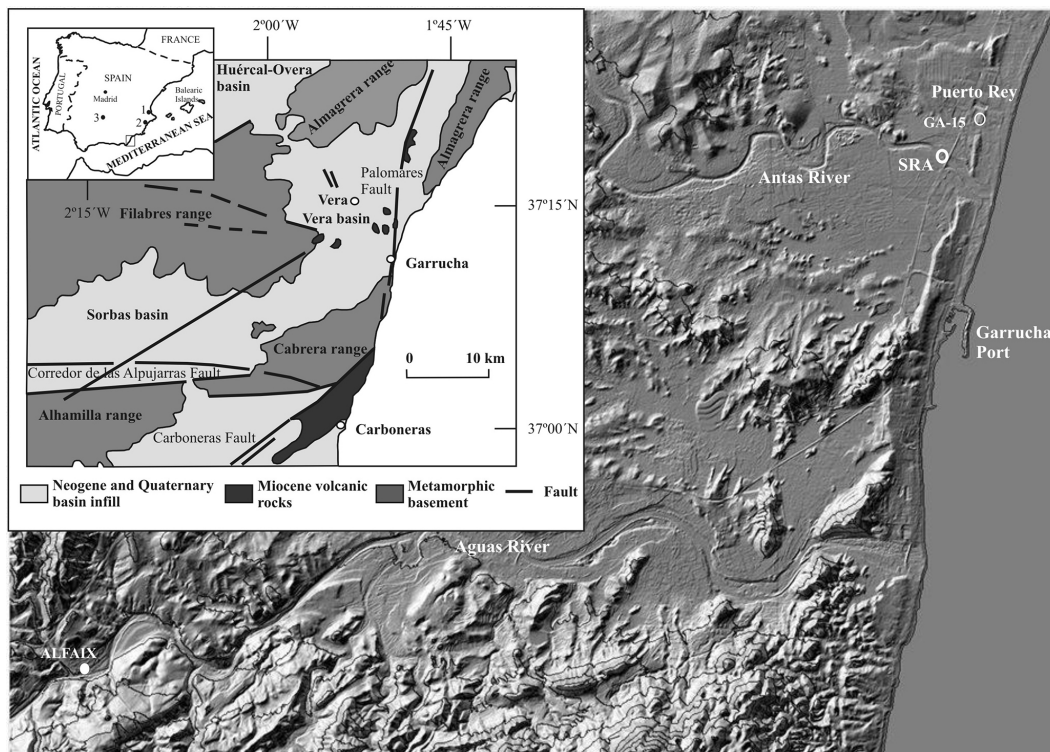 2°00´W
1°45´W
FRANCE
ATLANTIC OCEAN
PORTUGAL
SPAIN
Madrid
Balearic
Islands
1
2
3
MEDITERRANEAN SEA
Huércal-Overa
basin
Almagrera range
Almagrera range
Palomares
Fault
2°15´W
Filabres range
Vera
Vera basin
37°15´N
Garrucha
Sorbas basin
Cabrera range
0 10 km
Corredor de las Alpujarras Fault
Alhamilla range
Carboneras Fault
Carboneras
37°00´N
Neogene and Quaternary
basin infill
Miocene volcanic
rocks
Metamorphic
basement
Fault
Puerto Rey
GA-15
SRA
Antas River
Garrucha
Port
Aguas River
ALFAIX